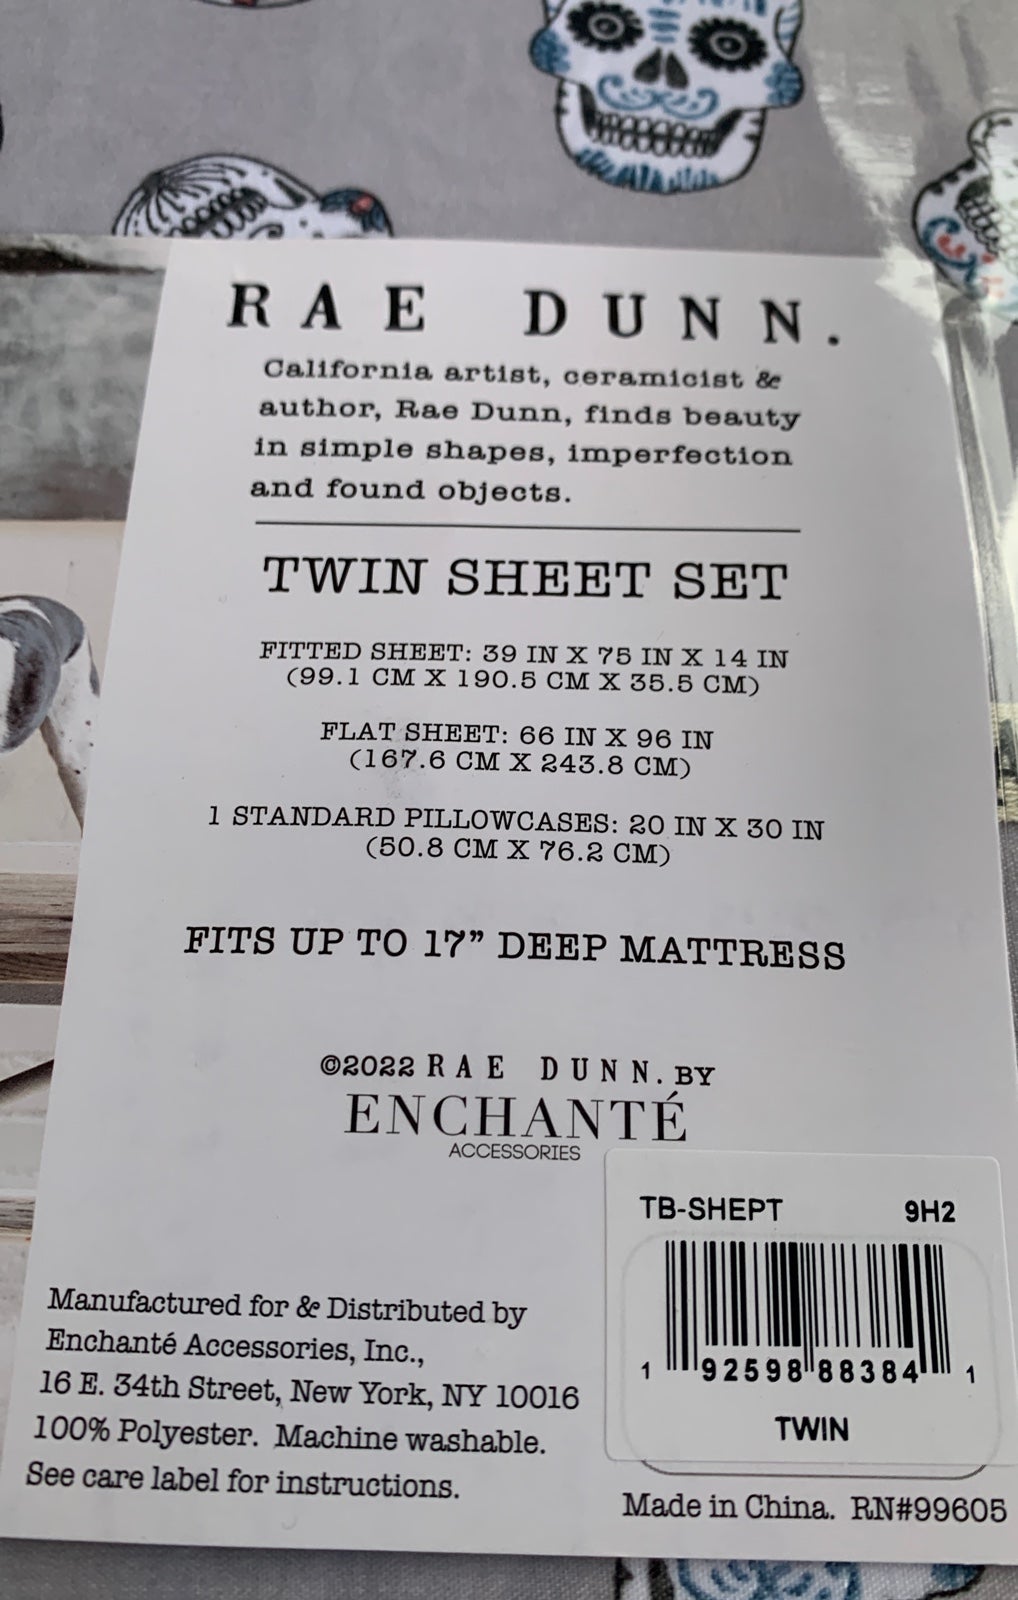 RAE DUNN.
California artist, ceramicist &
author, Rae Dunn, finds beauty
in simple shapes, imperfection
and found objects.
TWIN SHEET SET
FITTED SHEET: 39 IN X 75 IN X 14 IN
(99.1 CM X 190.5 CM X 35.5 CM)
FLAT SHEET: 66 IN X 96 IN
(167.6 CM X 243.8 CM)
1 STANDARD PILLOWCASES: 20 IN X 30 IN
(50.8 CM X 76.2 CM)
FITS UP TO 17” DEEP MATTRESS
©2022 RAE DUNN. BY
ENCHANTÉ
ACCESSORIES
TB-SHEPT 9H2
1 92598 88384 1
TWIN
Manufactured for & Distributed by
Enchanté Accessories, Inc.,
16 E. 34th Street, New York, NY 10016
100% Polyester. Machine washable.
See care label for instructions.
Made in China. RN#99605